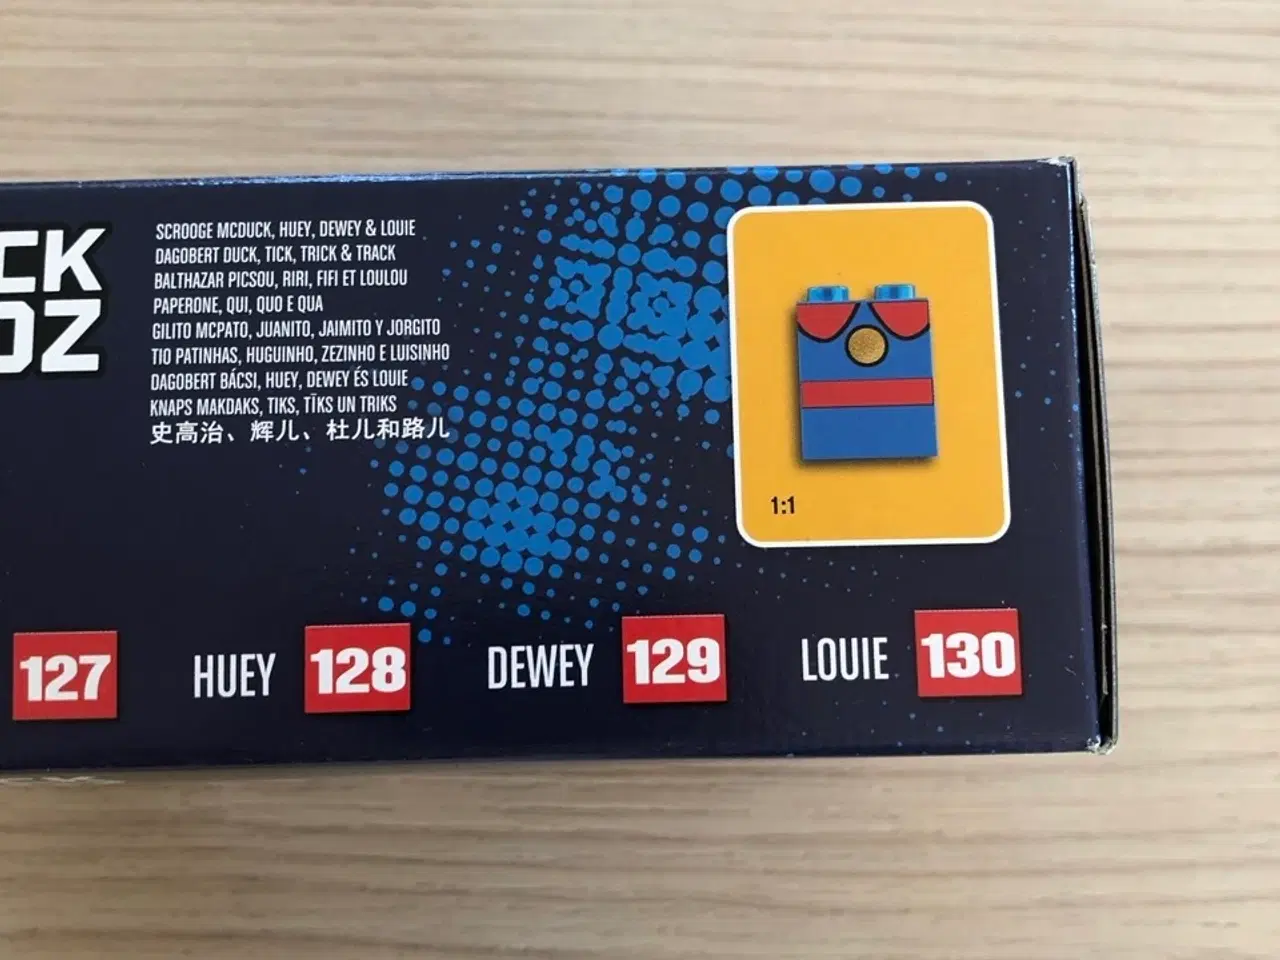 CK
OZ
SCROOGE MCDUCK, HUEY, DEWEY & LOUIE
DAGOBERT DUCK, TICK, TRICK & TRACK
BALTHAZAR PICSOU, RIRI, FIFI ET LOULOU
PAPERONE, QUI, QUO E QUA
GILITO MCPATO, JUANITO, JAIMITO Y JORGITO
TIO PATINHAS, HUGUINHO, ZEZINHO E LUISINHO
DAGOBERT BÁCSI, HUEY, DEWEY ÉS LOUIE
KNAPS MAKDAKS, TIKS, TĪKS UN TRIKS
史高治、辉儿、杜儿和路儿
1:1
127 HUEY 128 DEWEY 129 LOUIE 130